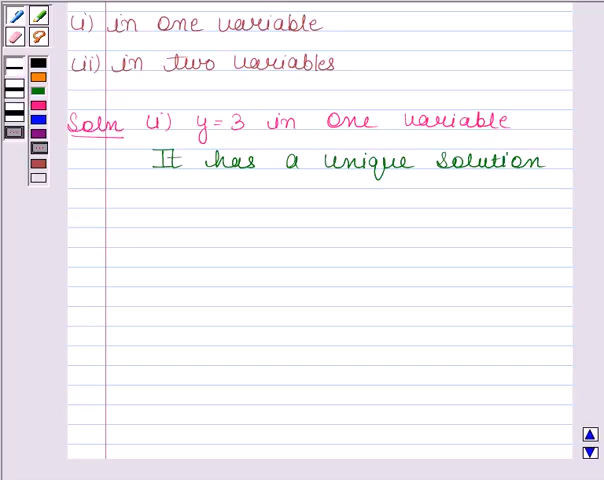 (i) in one variable
(ii) in two variables
Soln (i) y = 3 in one variable
It has a unique solution